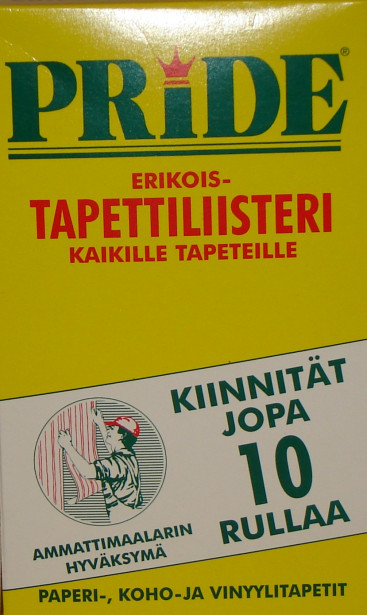 PRiDE®
ERIKOIS-
TAPETTILIISTERI
KAIKILLE TAPETEILLE
KIINNITÄT
JOPA
10
RULLAA
AMMATTIMAALARIN
HYVÄKSYMÄ
PAPERI-, KOHO-JA VINYYLITAPETIT